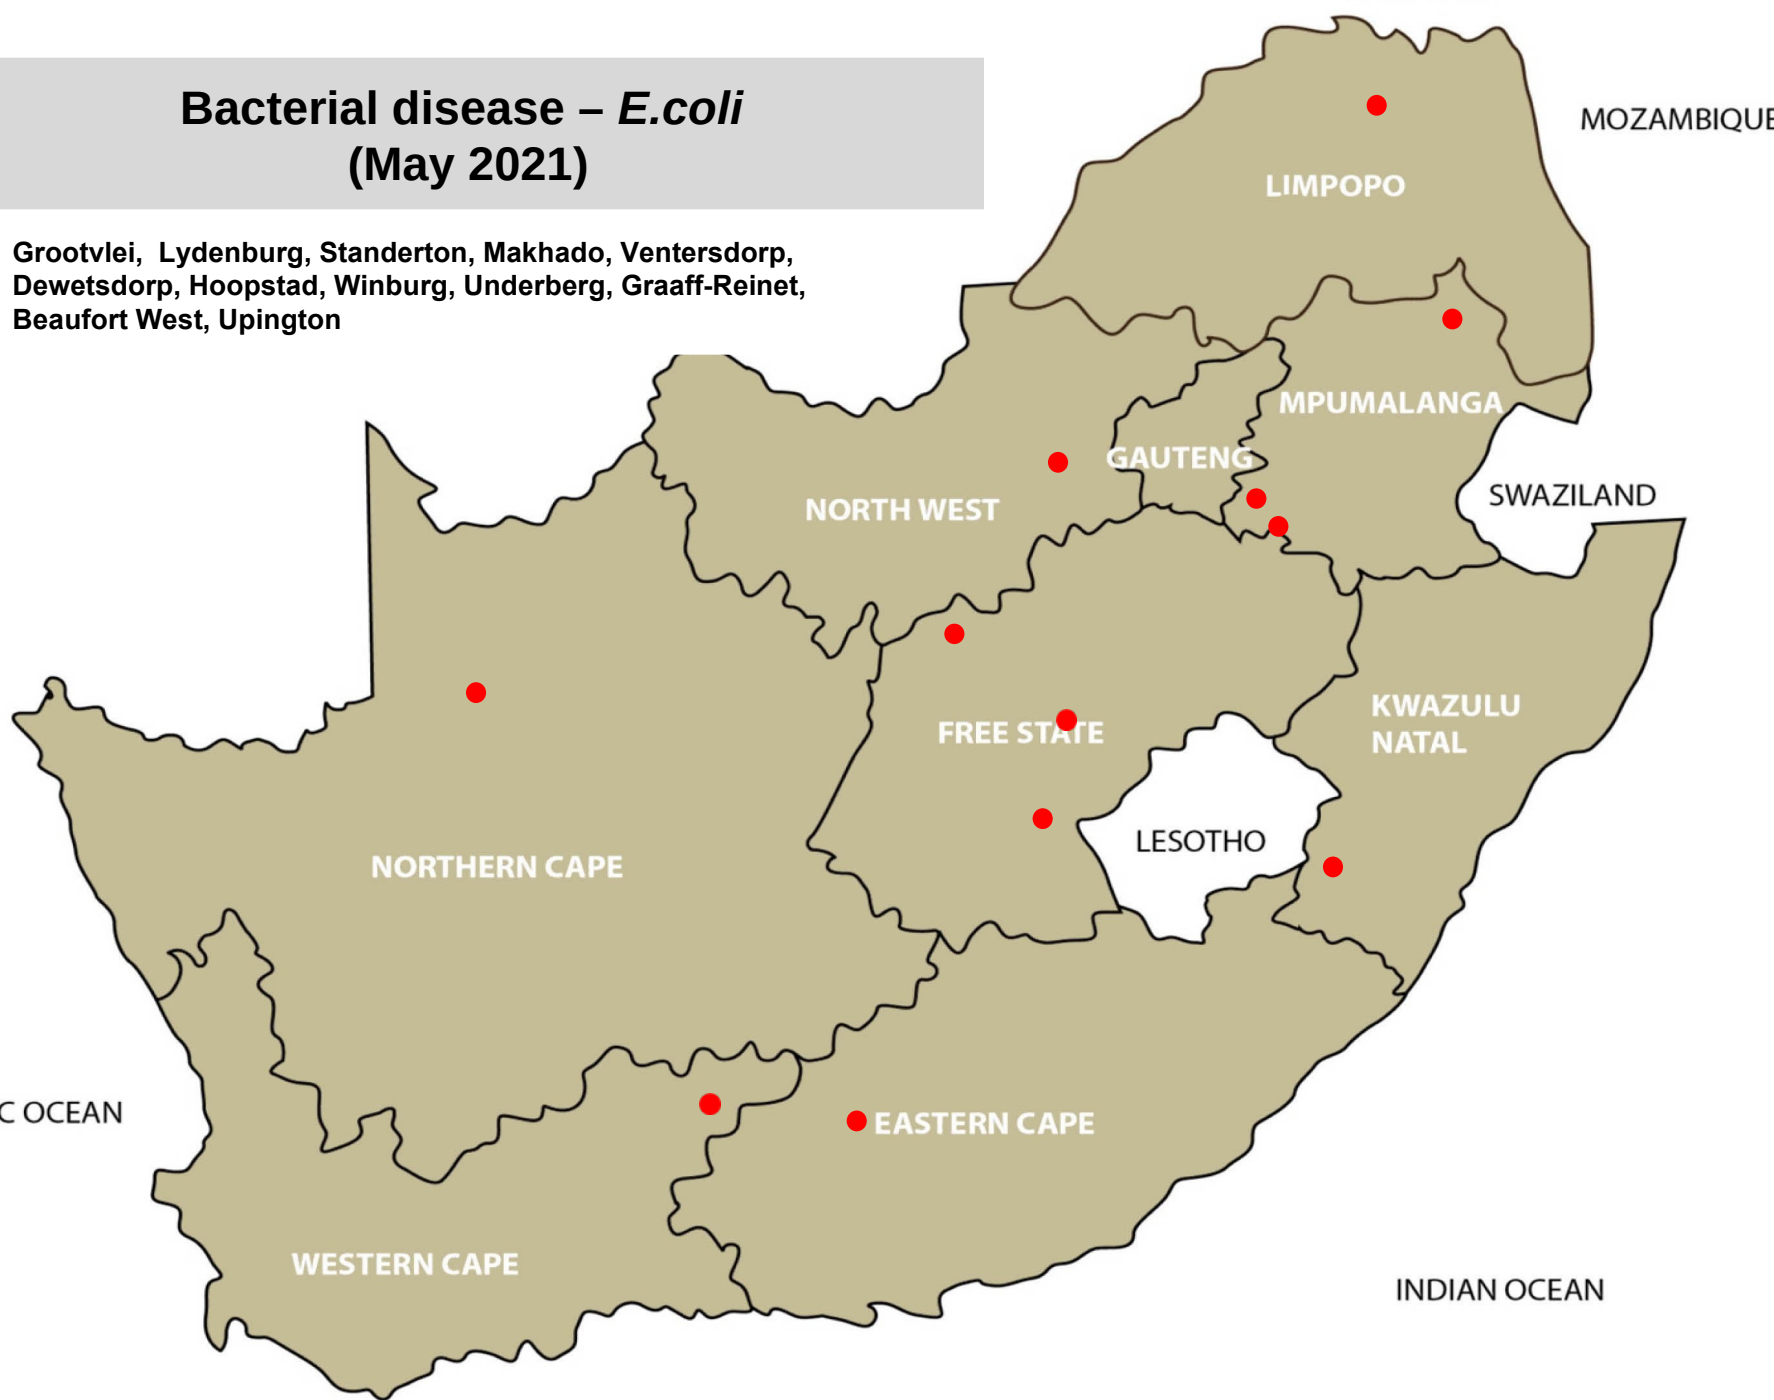 Bacterial disease – E.coli
(May 2021)
Grootvlei, Lydenburg, Standerton, Makhado, Ventersdorp,
Dewetsdorp, Hoopstad, Winburg, Underberg, Graaff-Reinet,
Beaufort West, Upington
MOZAMBIQUE
LIMPOPO
MPUMALANGA
GAUTENG
NORTH WEST
SWAZILAND
KWAZULU
NATAL
FREE STATE
LESOTHO
NORTHERN CAPE
C OCEAN
EASTERN CAPE
WESTERN CAPE
INDIAN OCEAN